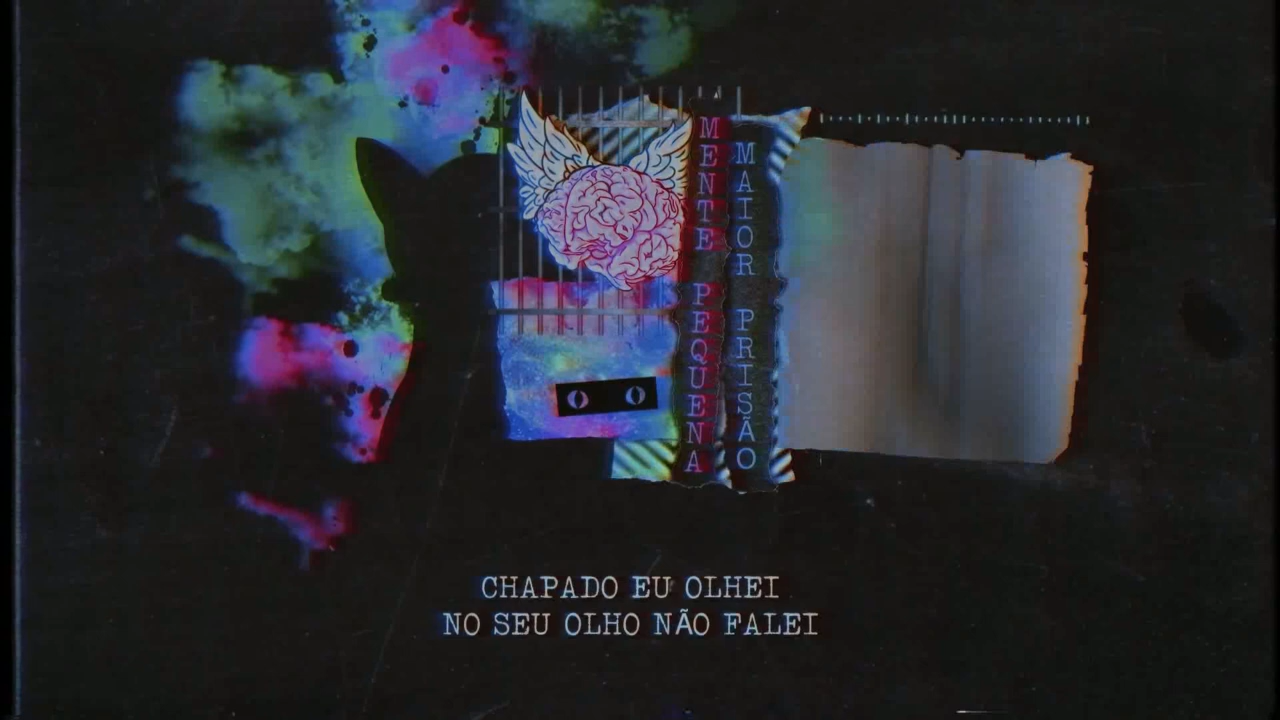 MENTE PEQUENA
MAIOR PRISÃO
CHAPADO EU OLHEI
NO SEU OLHO NÃO FALEI